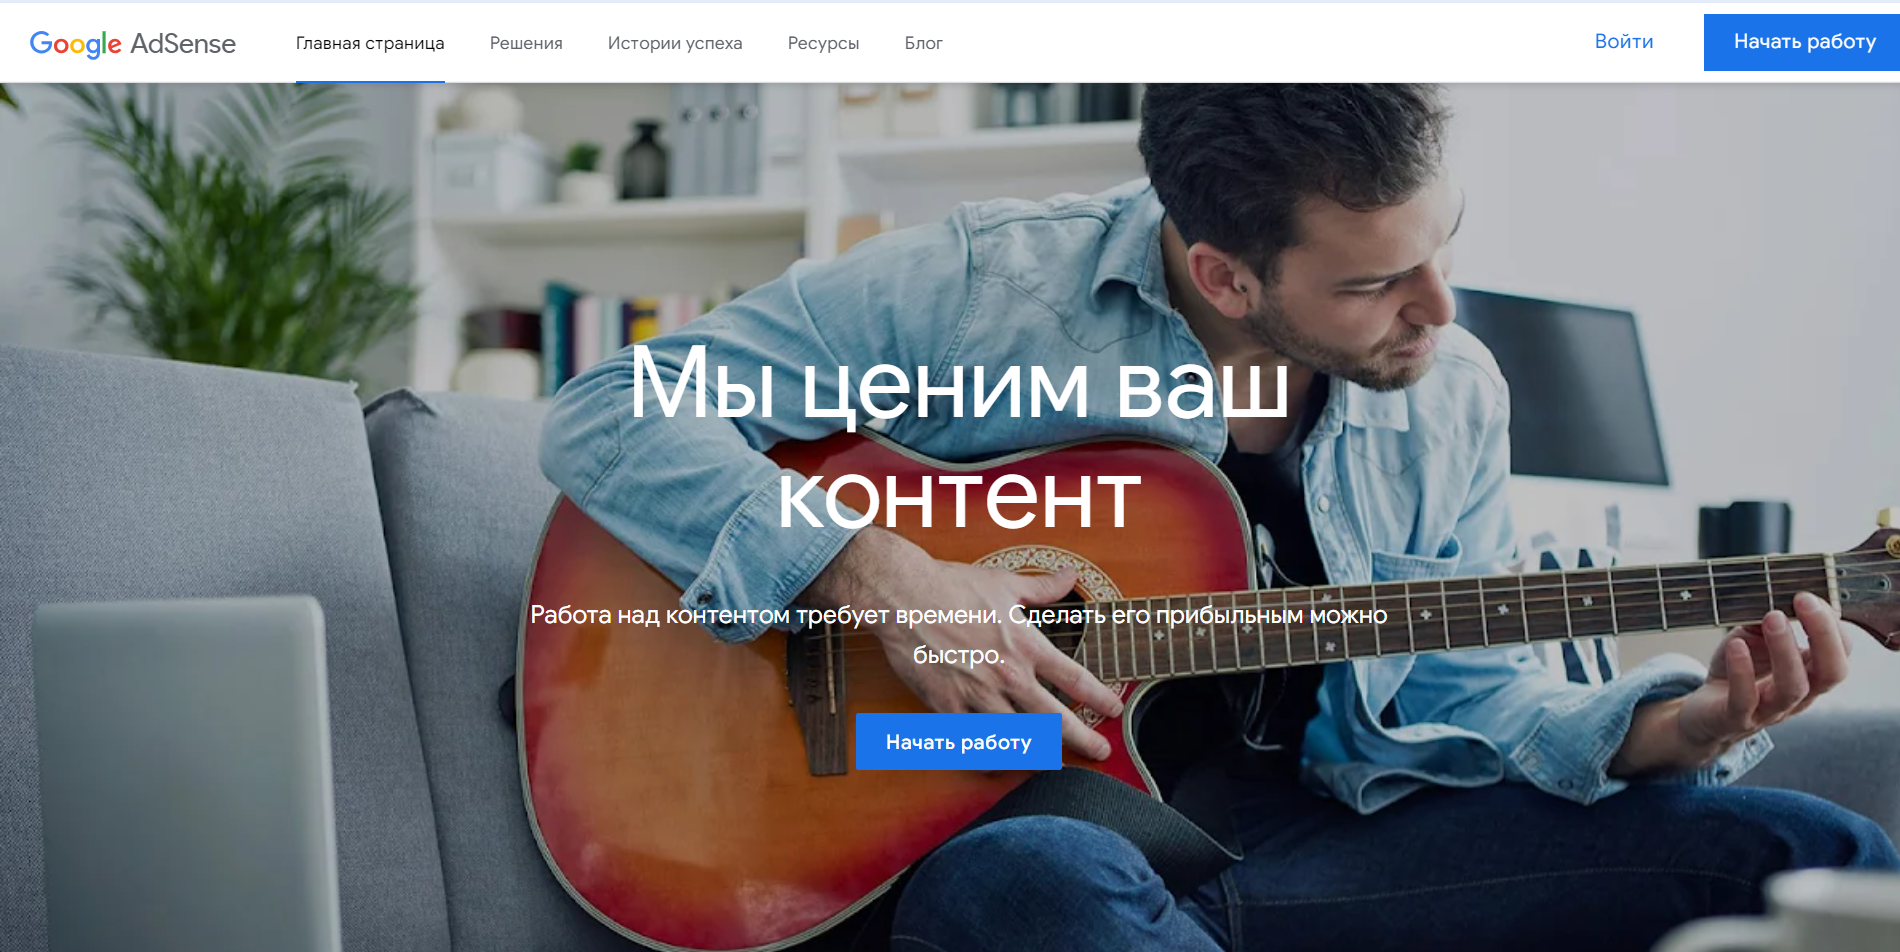 Google AdSense
Главная страница
Решения
Истории успеха
Ресурсы
Блог
Войти
Начать работу
Мы ценим ваш
контент
Работа над контентом требует времени. Сделать его прибыльным можно
быстро.
Начать работу